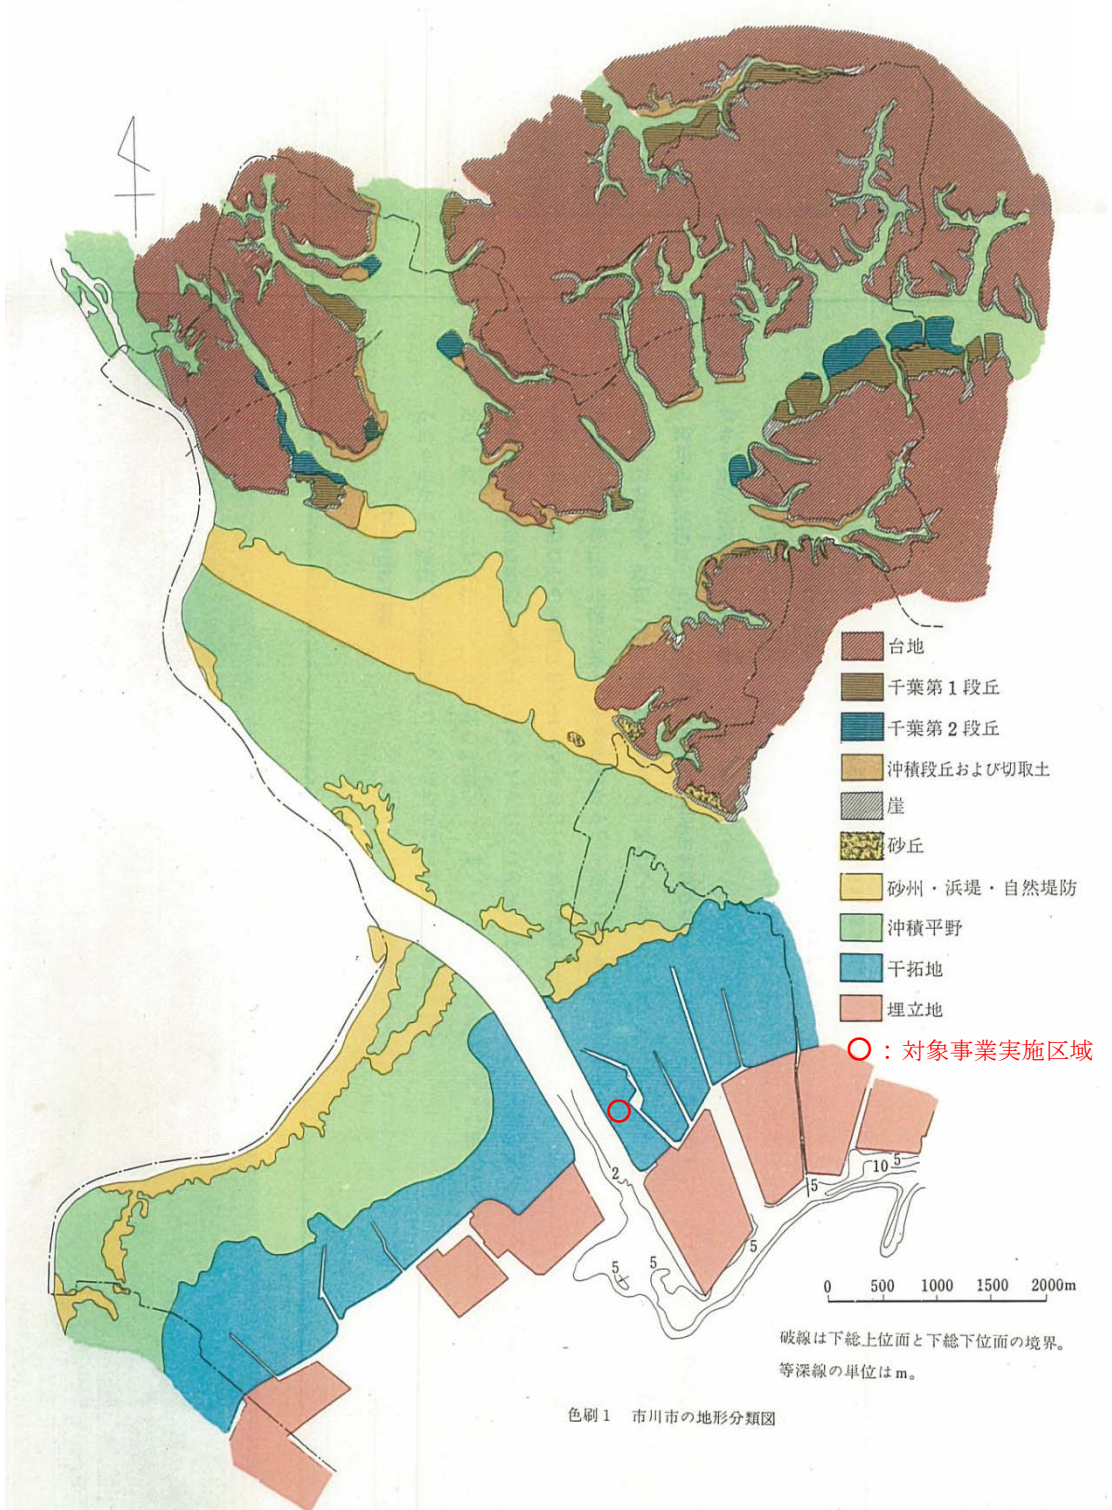 台地
千葉第1段丘
千葉第2段丘
沖積段丘および切取土
崖
砂丘
砂州・浜堤・自然堤防
沖積平野
干拓地
埋立地
○:対象事業実施区域
2
5
10
5
5
5
5
0 500 1000 1500 2000m
破線は下総上位面と下総下位面の境界。
等深線の単位はm。
色刷1 市川市の地形分類図